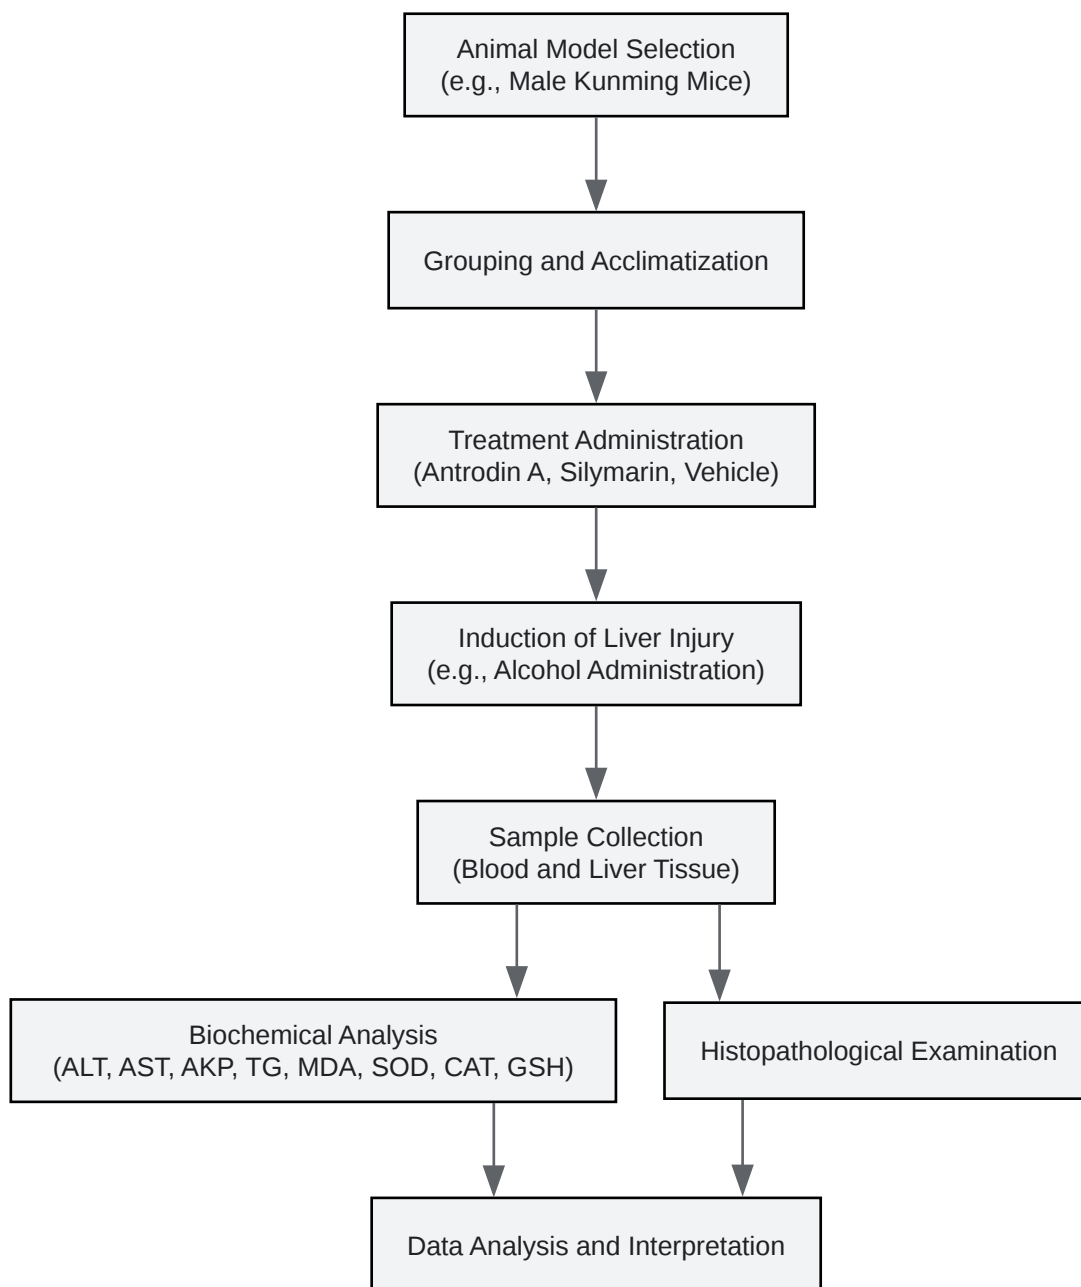 Animal Model Selection
(e.g., Male Kunming Mice)
Grouping and Acclimatization
Treatment Administration
(Antrodin A, Silymarin, Vehicle)
Induction of Liver Injury
(e.g., Alcohol Administration)
Sample Collection
(Blood and Liver Tissue)
Biochemical Analysis
(ALT, AST, AKP, TG, MDA, SOD, CAT, GSH)
Histopathological Examination
Data Analysis and Interpretation